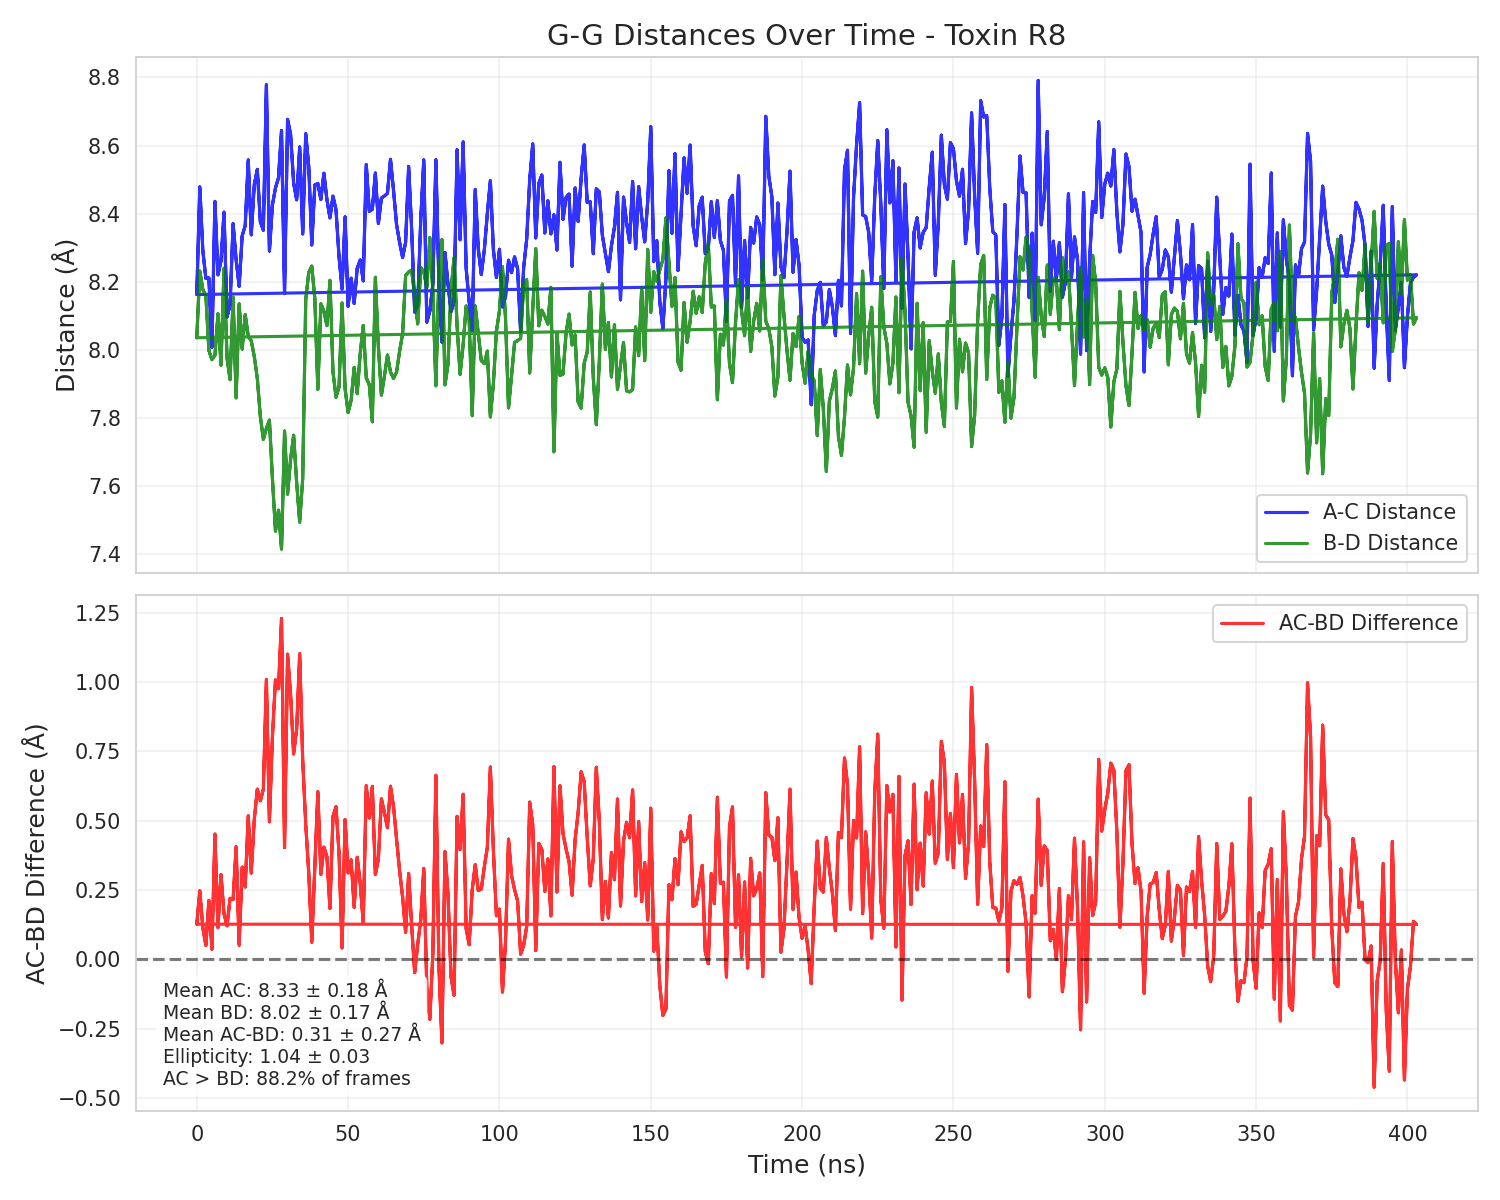 G-G Distances Over Time - Toxin R8
8.8
8.6
8.4
8.2
8.0
7.8
7.6
7.4
Distance (Å)
A-C Distance
B-D Distance
1.25
1.00
0.75
0.50
0.25
0.00
−0.25
−0.50
AC-BD Difference (Å)
AC-BD Difference
Mean AC: 8.33 ± 0.18 Å
Mean BD: 8.02 ± 0.17 Å
Mean AC-BD: 0.31 ± 0.27 Å
Ellipticity: 1.04 ± 0.03
AC > BD: 88.2% of frames
0 50 100 150 200 250 300 350 400
Time (ns)